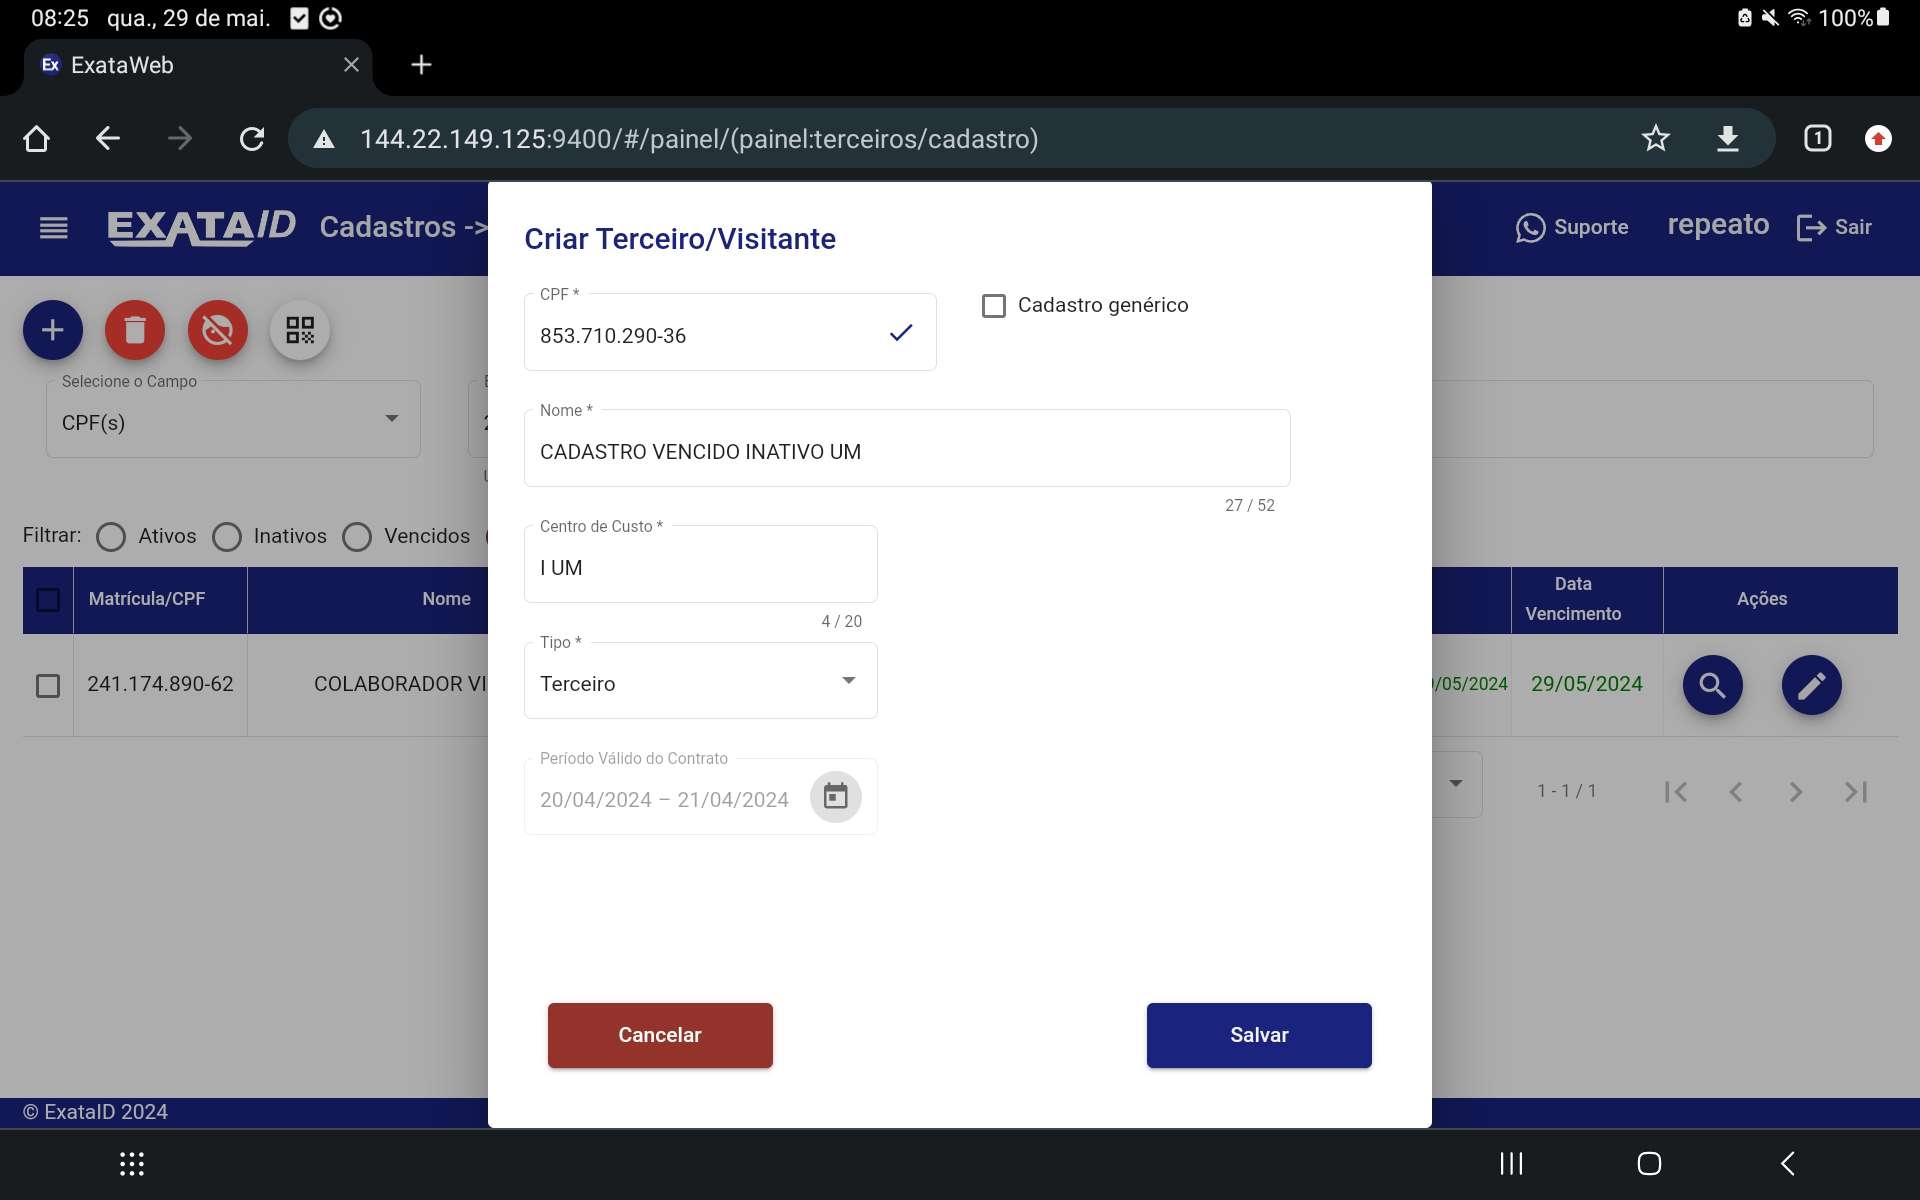 08:25 qua., 29 de mai. 100%
Ex ExataWeb
144.22.149.125:9400/#/painel/(painel:terceiros/cadastro) 1
EXATAID Cadastros -> Suporte repeato Sair
Criar Terceiro/Visitante
CPF *
853.710.290-36
Cadastro genérico
Selecione o Campo
CPF(s)
Nome *
CADASTRO VENCIDO INATIVO UM
27 / 52
Centro de Custo *
I UM
4 / 20
Filtrar: Ativos Inativos Vencidos
Matrícula/CPF Nome Data Vencimento Ações
Tipo *
Terceiro
241.174.890-62 COLABORADOR VI /05/2024 29/05/2024
Período Válido do Contrato
20/04/2024 – 21/04/2024
1 - 1 / 1
Cancelar Salvar
© ExataID 2024